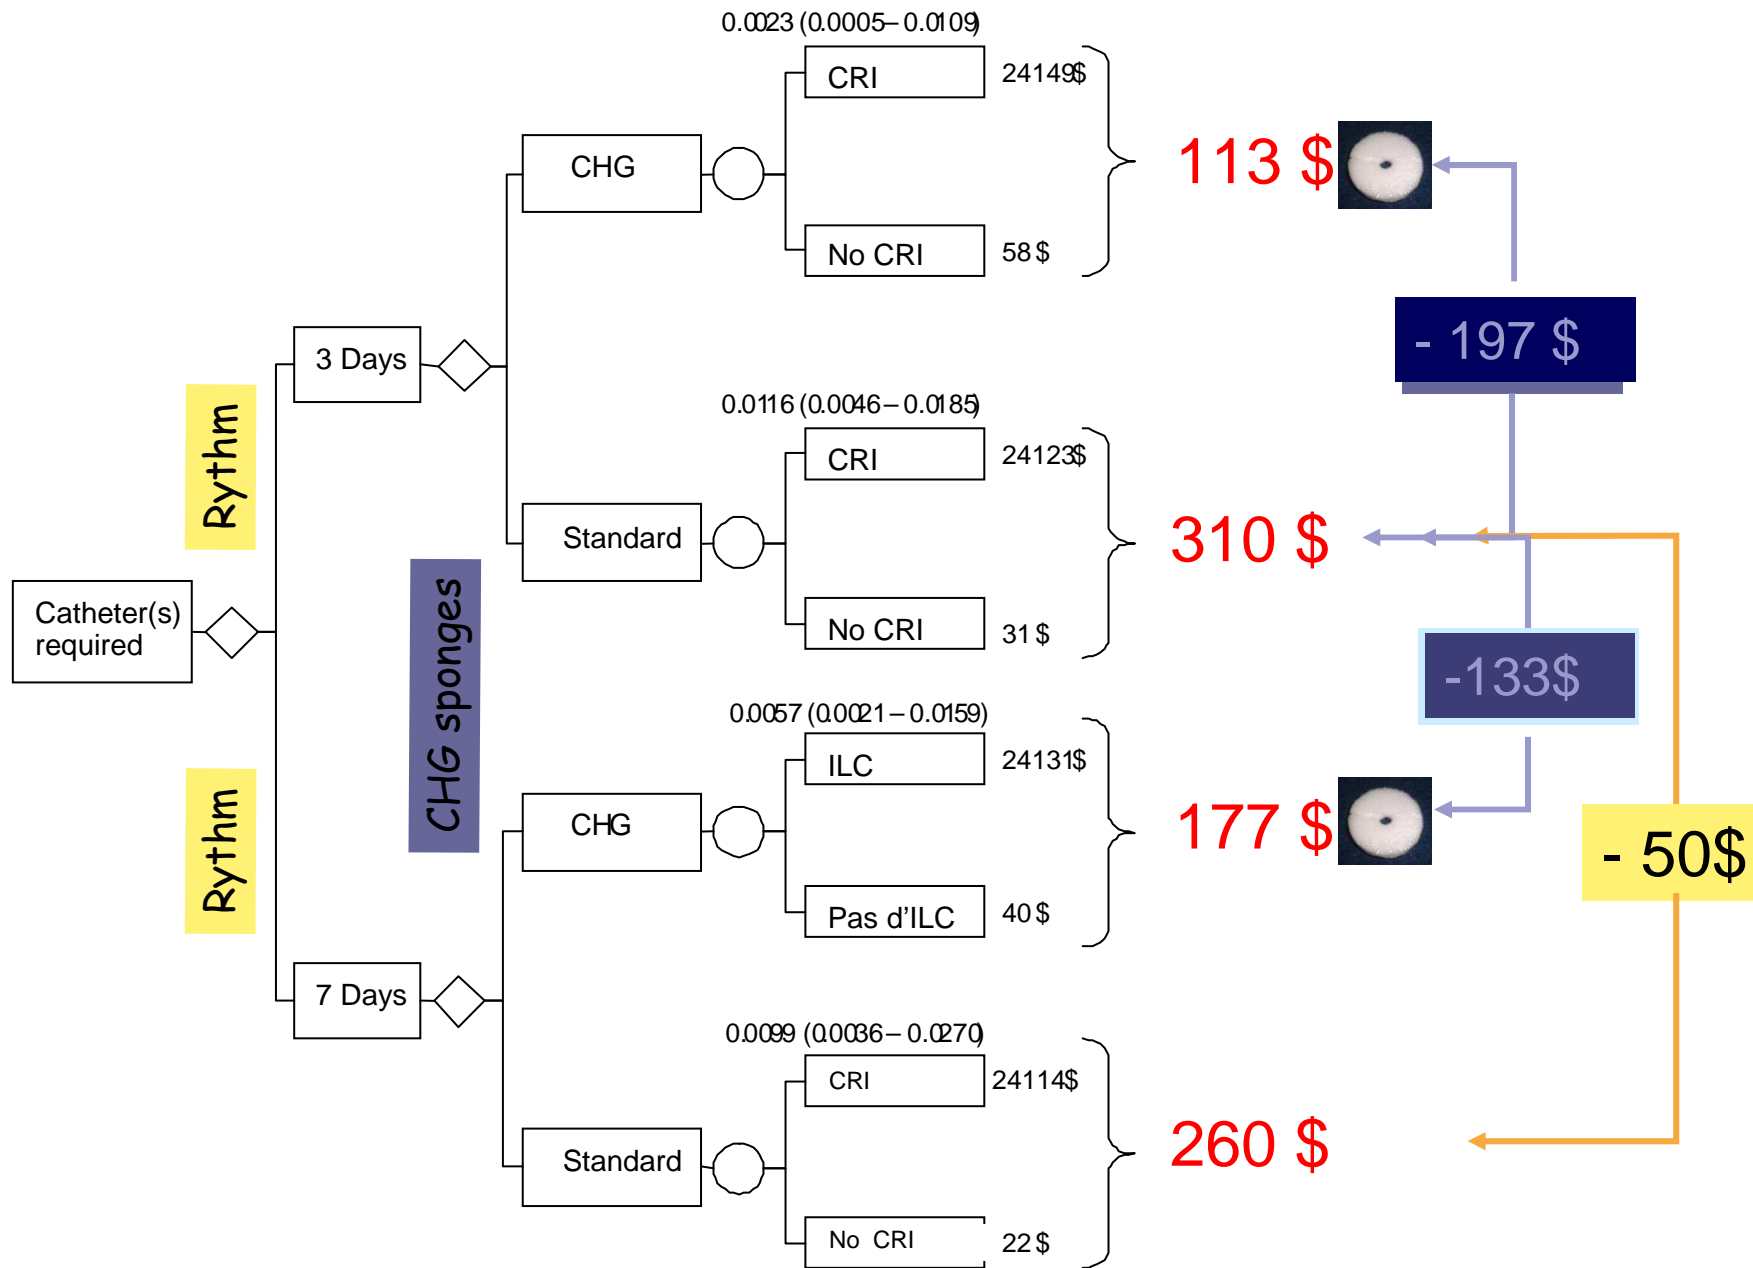 0.0023 (0.0005 – 0.0109)
CRI
24149$
CHG
113 $
No CRI
58 $
- 197 $
3 Days
Rythm
0.0116 (0.0046 – 0.0185)
CRI
24123$
Standard
310 $
No CRI
31 $
Catheter(s)
required
CHG sponges
-133$
0.0057 (0.0021 – 0.0159)
ILC
24131$
CHG
177 $
- 50$
Rythm
Pas d'ILC
40 $
7 Days
0.0099 (0.0036 – 0.0270)
CRI
24114$
Standard
260 $
No CRI
22 $